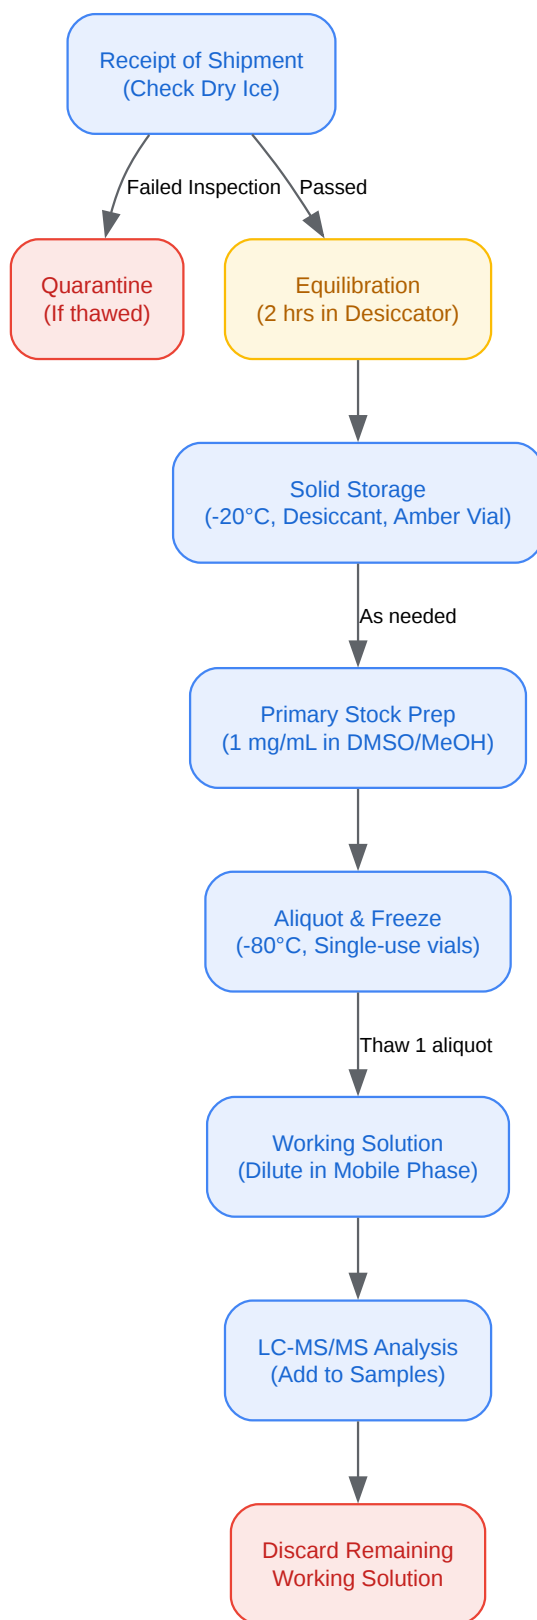 Receipt of Shipment
(Check Dry Ice)
Failed Inspection
Passed
Quarantine
(If thawed)
Equilibration
(2 hrs in Desiccator)
Solid Storage
(-20°C, Desiccant, Amber Vial)
As needed
Primary Stock Prep
(1 mg/mL in DMSO/MeOH)
Aliquot & Freeze
(-80°C, Single-use vials)
Thaw 1 aliquot
Working Solution
(Dilute in Mobile Phase)
LC-MS/MS Analysis
(Add to Samples)
Discard Remaining
Working Solution